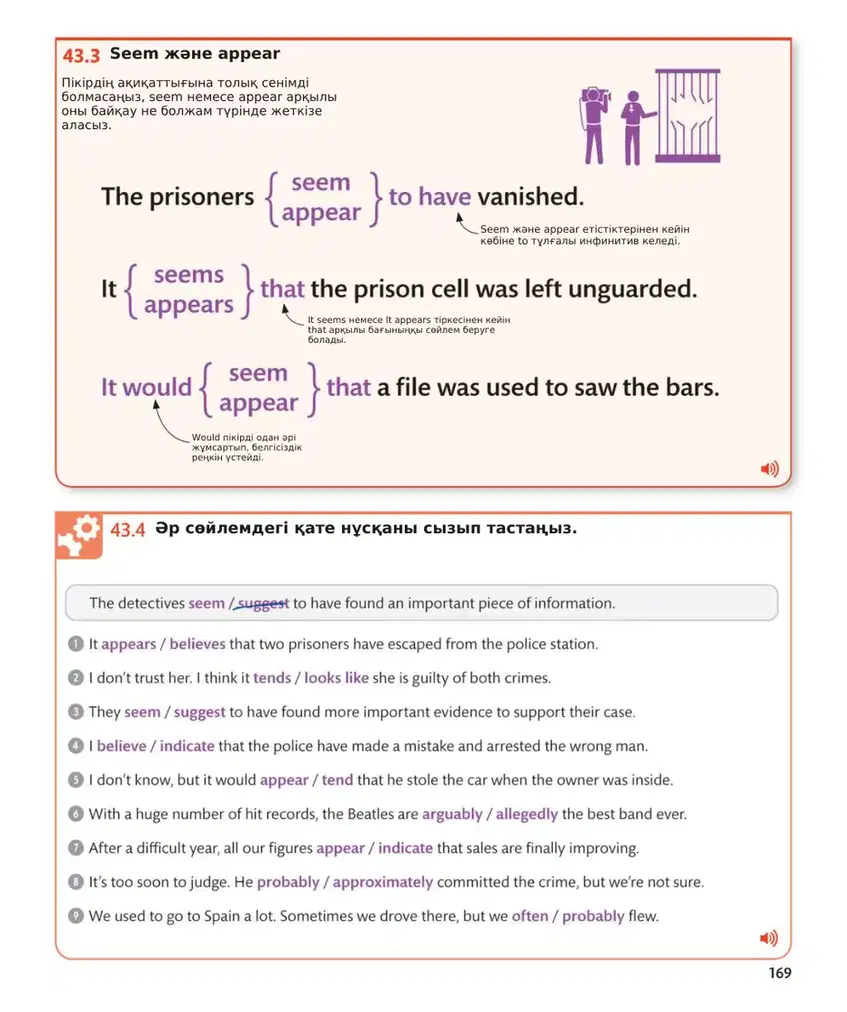 43.3 Seem және appear
Пікірдің ақиқаттығына толық сенімді
болмасаңыз, seem немесе appear арқылы
оны байқау не болжам түрінде жеткізе
аласыз.
The prisoners { seem
appear } to have vanished.
Seem және appear етістіктерінен кейін
көбіне to тұлғалы инфинитив келеді.
It { seems
appears } that the prison cell was left unguarded.
It seems немесе It appears тіркесінен кейін
that арқылы бағыныңқы сөйлем беруге
болады.
It would { seem
appear } that a file was used to saw the bars.
Would пікірді одан әрі
жұмсартып, белгісіздік
реңкін үстейді.
43.4 Әр сөйлемдегі қате нұсқаны сызып тастаңыз.
The detectives seem / suggest to have found an important piece of information.
1 It appears / believes that two prisoners have escaped from the police station.
2 I don't trust her. I think it tends / looks like she is guilty of both crimes.
3 They seem / suggest to have found more important evidence to support their case.
4 I believe / indicate that the police have made a mistake and arrested the wrong man.
5 I don't know, but it would appear / tend that he stole the car when the owner was inside.
6 With a huge number of hit records, the Beatles are arguably / allegedly the best band ever.
7 After a difficult year, all our figures appear / indicate that sales are finally improving.
8 It's too soon to judge. He probably / approximately committed the crime, but we're not sure.
9 We used to go to Spain a lot. Sometimes we drove there, but we often / probably flew.
169